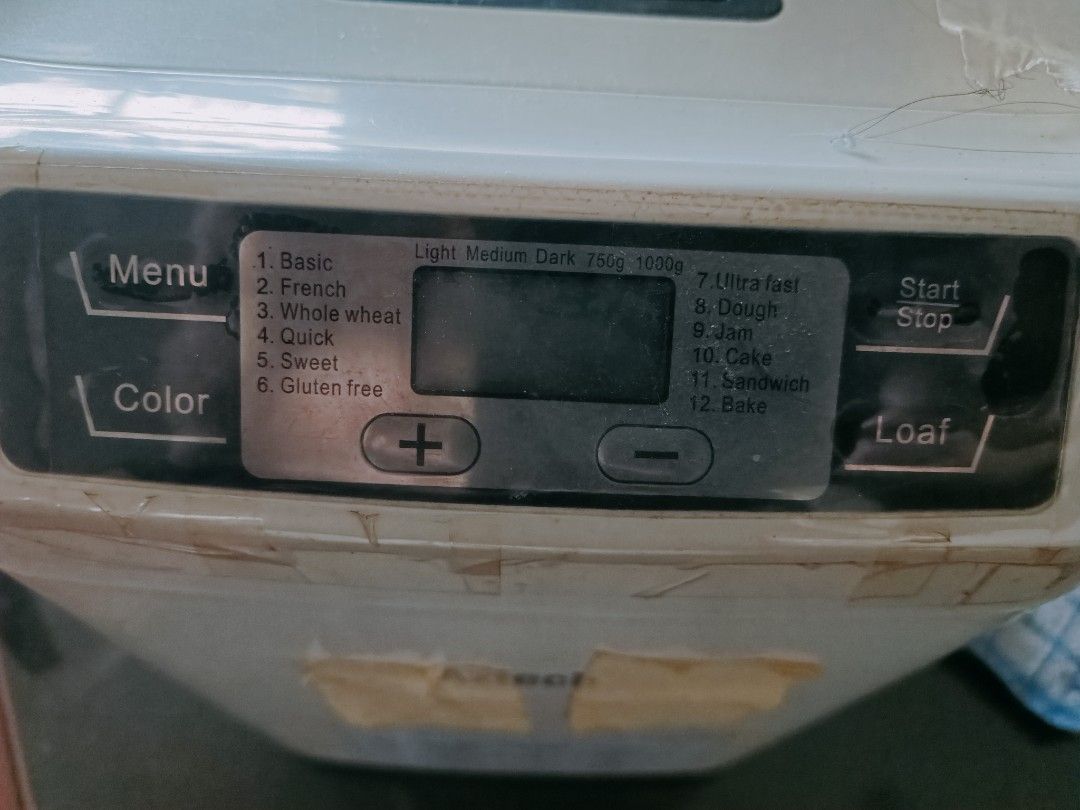 Menu
Color
1. Basic
2. French
3. Whole wheat
4. Quick
5. Sweet
6. Gluten free
Light Medium Dark 750g 1000g
+
-
7. Ultra fast
8. Dough
9. Jam
10. Cake
11. Sandwich
12. Bake
Start
Stop
Loaf